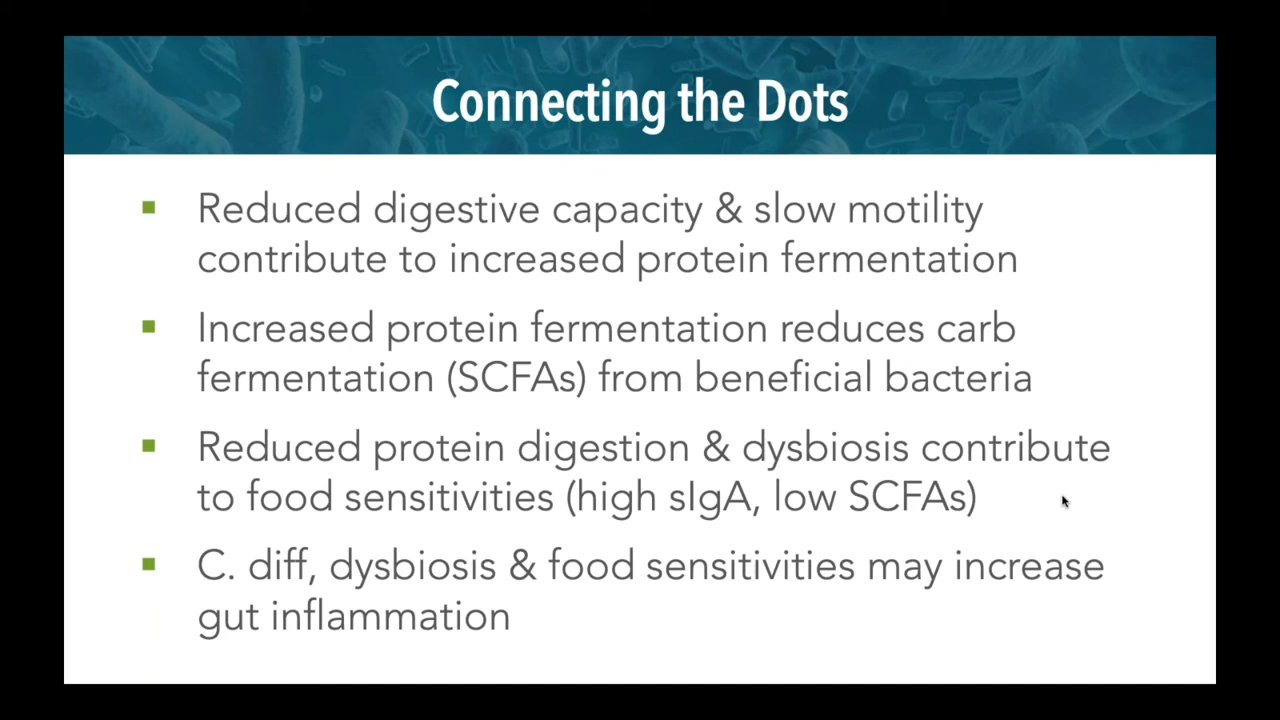 Connecting the Dots
Reduced digestive capacity & slow motility
contribute to increased protein fermentation
Increased protein fermentation reduces carb
fermentation (SCFAs) from beneficial bacteria
Reduced protein digestion & dysbiosis contribute
to food sensitivities (high sIgA, low SCFAs)
C. diff, dysbiosis & food sensitivities may increase
gut inflammation